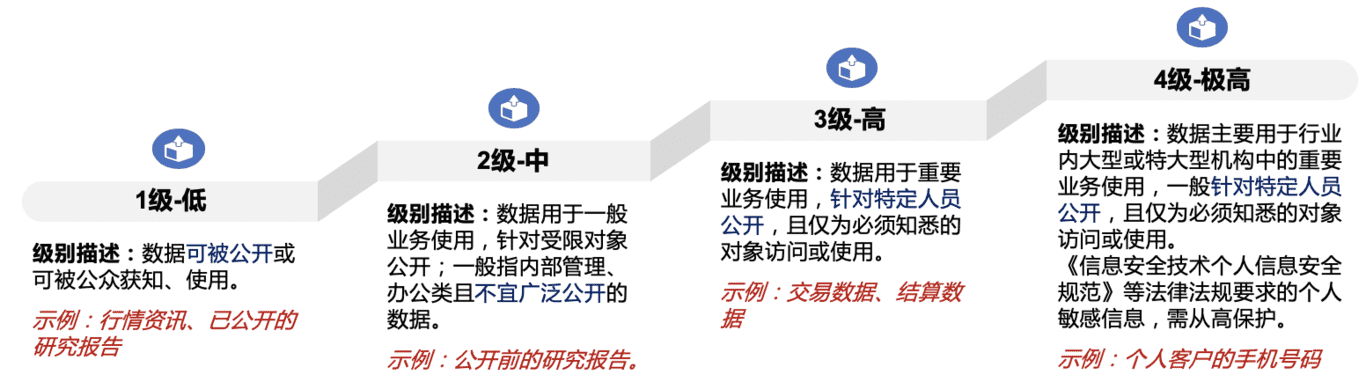 1级-低
级别描述：数据可被公开或
可被公众获知、使用。
示例：行情资讯、已公开的
研究报告
2级-中
级别描述：数据用于一般
业务使用，针对受限对象
公开；一般指内部管理、
办公类且不宜广泛公开的
数据。
示例：公开前的研究报告。
3级-高
级别描述：数据用于重要
业务使用，针对特定人员
公开，且仅为必须知悉的
对象访问或使用。
示例：交易数据、结算数
据
4级-极高
级别描述：数据主要用于行业
内大型或特大型机构中的重要
业务使用，一般针对特定人员
公开，且仅为必须知悉的对象
访问或使用。
《信息安全技术个人信息安全
规范》等法律法规要求的个人
敏感信息，需从高保护。
示例：个人客户的手机号码